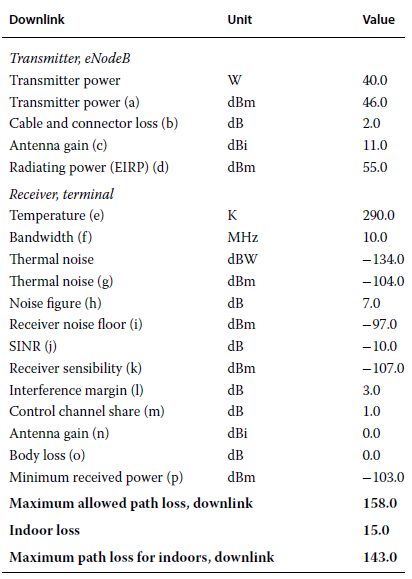 Downlink Unit Value
Transmitter, eNodeB
Transmitter power W 40.0
Transmitter power (a) dBm 46.0
Cable and connector loss (b) dB 2.0
Antenna gain (c) dBi 11.0
Radiating power (EIRP) (d) dBm 55.0
Receiver, terminal
Temperature (e) K 290.0
Bandwidth (f) MHz 10.0
Thermal noise dBW −134.0
Thermal noise (g) dBm −104.0
Noise figure (h) dB 7.0
Receiver noise floor (i) dBm −97.0
SINR (j) dB −10.0
Receiver sensibility (k) dBm −107.0
Interference margin (l) dB 3.0
Control channel share (m) dB 1.0
Antenna gain (n) dBi 0.0
Body loss (o) dB 0.0
Minimum received power (p) dBm −103.0
Maximum allowed path loss, downlink 158.0
Indoor loss 15.0
Maximum path loss for indoors, downlink 143.0